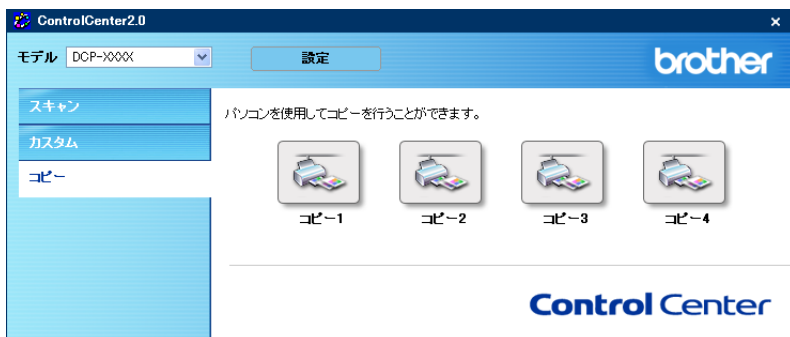 ControlCenter2.0
モデル DCP-XXXX 設定 brother
スキャン
カスタム
コピー
パソコンを使用してコピーを行うことができます。
コピー1 コピー2 コピー3 コピー4
Control Center